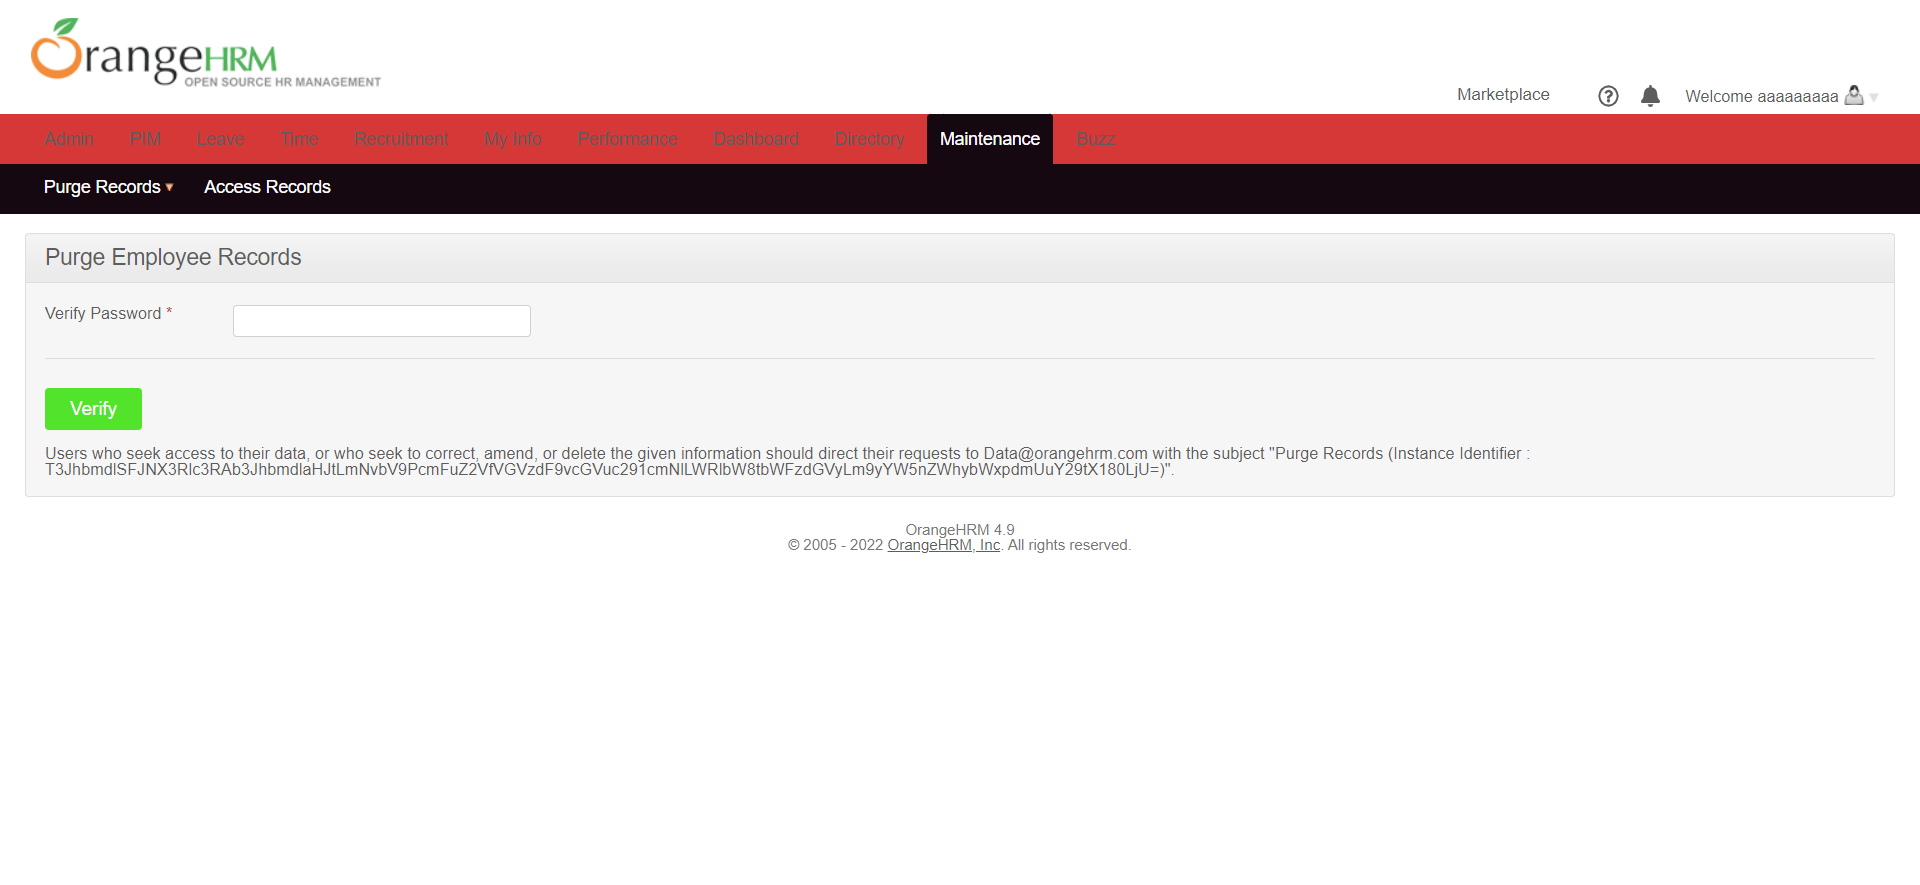 OrangeHRM
OPEN SOURCE HR MANAGEMENT
Marketplace
Welcome aaaaaaaaa
Admin PIM Leave Time Recruitment My Info Performance Dashboard Directory Maintenance Buzz
Purge Records Access Records
Purge Employee Records
Verify Password *
Verify
Users who seek access to their data, or who seek to correct, amend, or delete the given information should direct their requests to Data@orangehrm.com with the subject "Purge Records (Instance Identifier :
T3JhbmdlSFJNX3Rlc3RAb3JhbmdlaHJtLmNvbV9PcmFuZ2VfVGVzdF9vcGVuc291cmNlLWRlbW8tbWFzdGVyLm9yYW5nZWhybWxpdmUuY29tX180LjU=)".
OrangeHRM 4.9
© 2005 - 2022 OrangeHRM, Inc. All rights reserved.